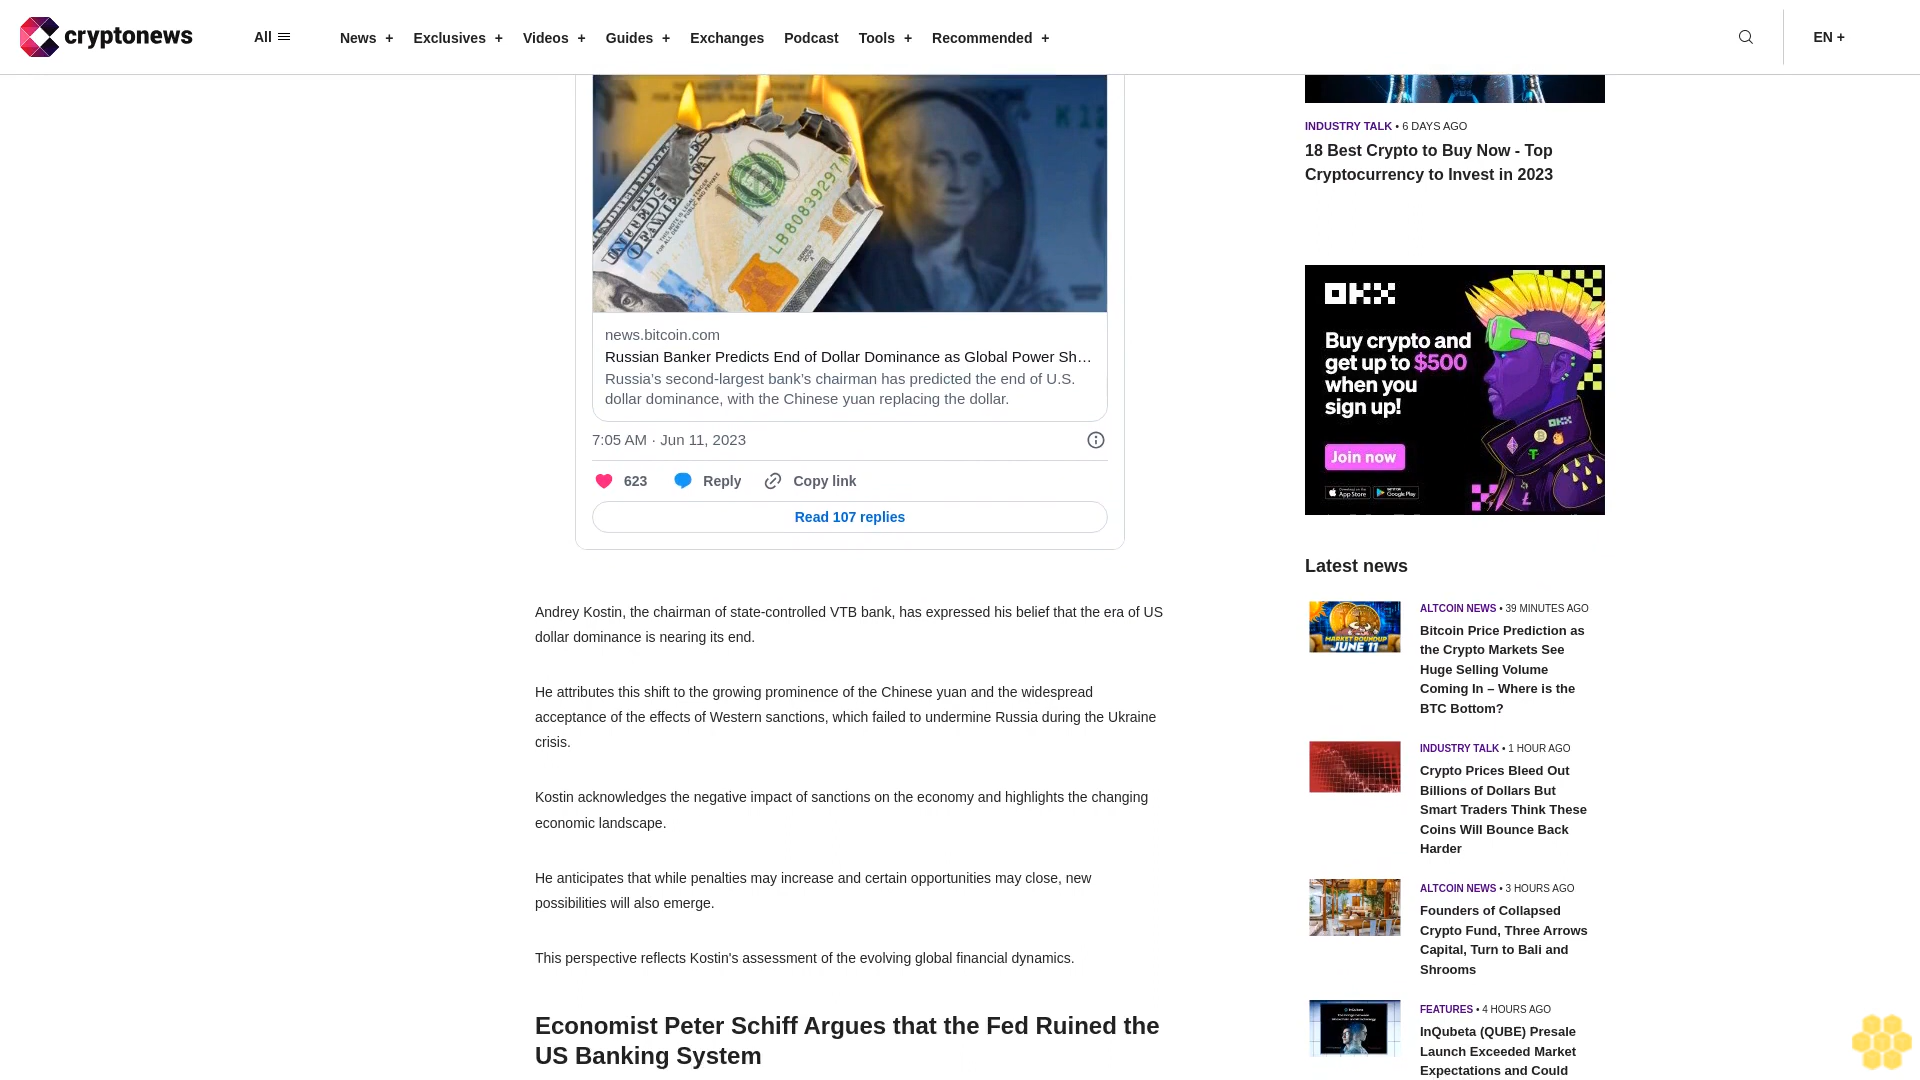 cryptonews
All
News +
Exclusives +
Videos +
Guides +
Exchanges
Podcast
Tools +
Recommended +
EN +
news.bitcoin.com
Russian Banker Predicts End of Dollar Dominance as Global Power Sh…
Russia’s second-largest bank’s chairman has predicted the end of U.S.
dollar dominance, with the Chinese yuan replacing the dollar.
7:05 AM · Jun 11, 2023
623
Reply
Copy link
Read 107 replies
Andrey Kostin, the chairman of state-controlled VTB bank, has expressed his belief that the era of US
dollar dominance is nearing its end.
He attributes this shift to the growing prominence of the Chinese yuan and the widespread
acceptance of the effects of Western sanctions, which failed to undermine Russia during the Ukraine
crisis.
Kostin acknowledges the negative impact of sanctions on the economy and highlights the changing
economic landscape.
He anticipates that while penalties may increase and certain opportunities may close, new
possibilities will also emerge.
This perspective reflects Kostin's assessment of the evolving global financial dynamics.
Economist Peter Schiff Argues that the Fed Ruined the
US Banking System
INDUSTRY TALK • 6 DAYS AGO
18 Best Crypto to Buy Now - Top
Cryptocurrency to Invest in 2023
OKX
Buy crypto and
get up to $500
when you
sign up!
Join now
App Store
Google Play
Latest news
ALTCOIN NEWS • 39 MINUTES AGO
Bitcoin Price Prediction as
the Crypto Markets See
Huge Selling Volume
Coming In – Where is the
BTC Bottom?
MARKET ROUNDUP
JUNE 11
INDUSTRY TALK • 1 HOUR AGO
Crypto Prices Bleed Out
Billions of Dollars But
Smart Traders Think These
Coins Will Bounce Back
Harder
ALTCOIN NEWS • 3 HOURS AGO
Founders of Collapsed
Crypto Fund, Three Arrows
Capital, Turn to Bali and
Shrooms
FEATURES • 4 HOURS AGO
InQubeta (QUBE) Presale
Launch Exceeded Market
Expectations and Could